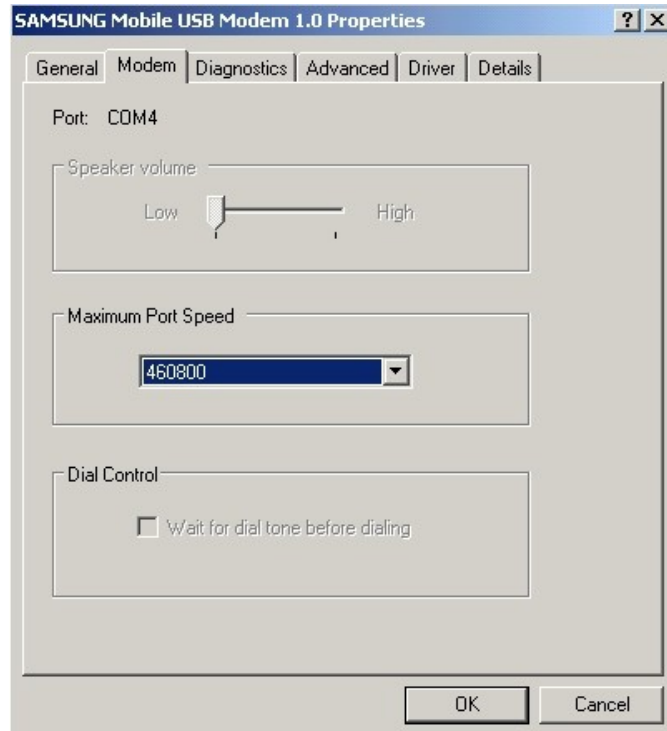 SAMSUNG Mobile USB Modem 1.0 Properties
General Modem Diagnostics Advanced Driver Details
Port: COM4
Speaker volume
Low High
Maximum Port Speed
460800
Dial Control
Wait for dial tone before dialing
OK Cancel